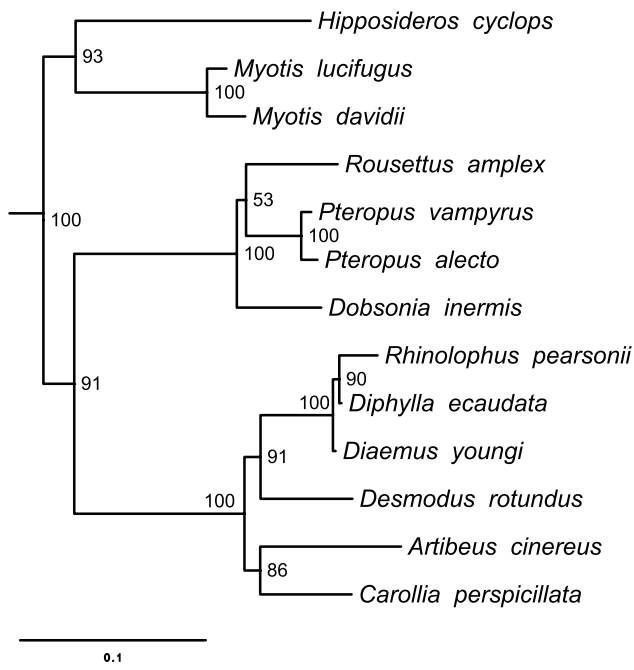 Hipposideros cyclops
93
Myotis lucifugus
100
Myotis davidii
Rousettus amplex
53
Pteropus vampyrus
100
100
100
Pteropus alecto
Dobsonia inermis
Rhinolophus pearsonii
90
91
100
Diphylla ecaudata
Diaemus youngi
91
Desmodus rotundus
100
Artibeus cinereus
86
Carollia perspicillata
0.1